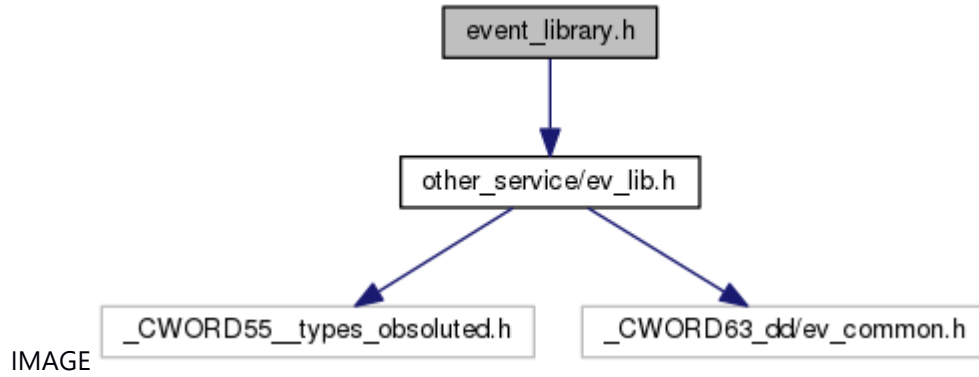 event_library.h
other_service/ev_lib.h
_CWORD55__types_obsoluted.h
_CWORD63_dd/ev_common.h
IMAGE